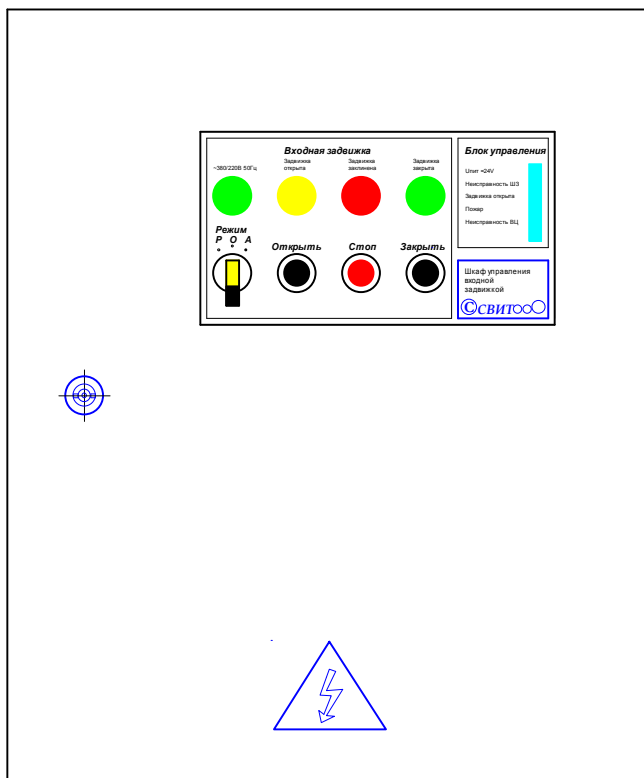 Входная задвижка
~380/220В 50Гц
Задвижка
открыта
Задвижка
заклинена
Задвижка
закрыта
Режим
Р О А
Открыть
Стоп
Закрыть
Блок управления
Uпит =24V
Неисправность ШЗ
Задвижка открыта
Пожар
Неисправность ВЦ
Шкаф управления
входной
задвижкой
©СВИТ